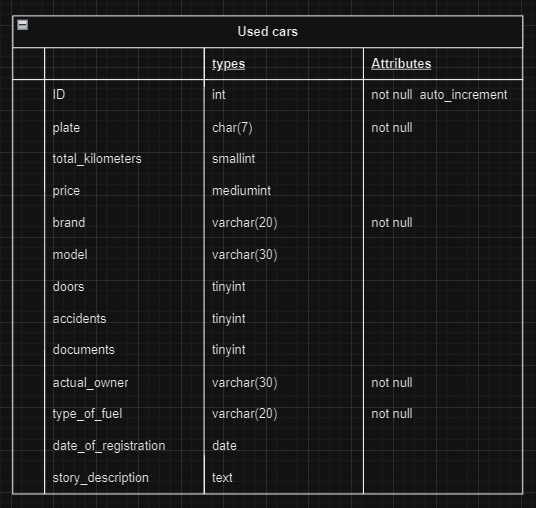 Used cars
types Attributes
ID int not null auto_increment
plate char(7) not null
total_kilometers smallint
price mediumint
brand varchar(20) not null
model varchar(30)
doors tinyint
accidents tinyint
documents tinyint
actual_owner varchar(30) not null
type_of_fuel varchar(20) not null
date_of_registration date
story_description text